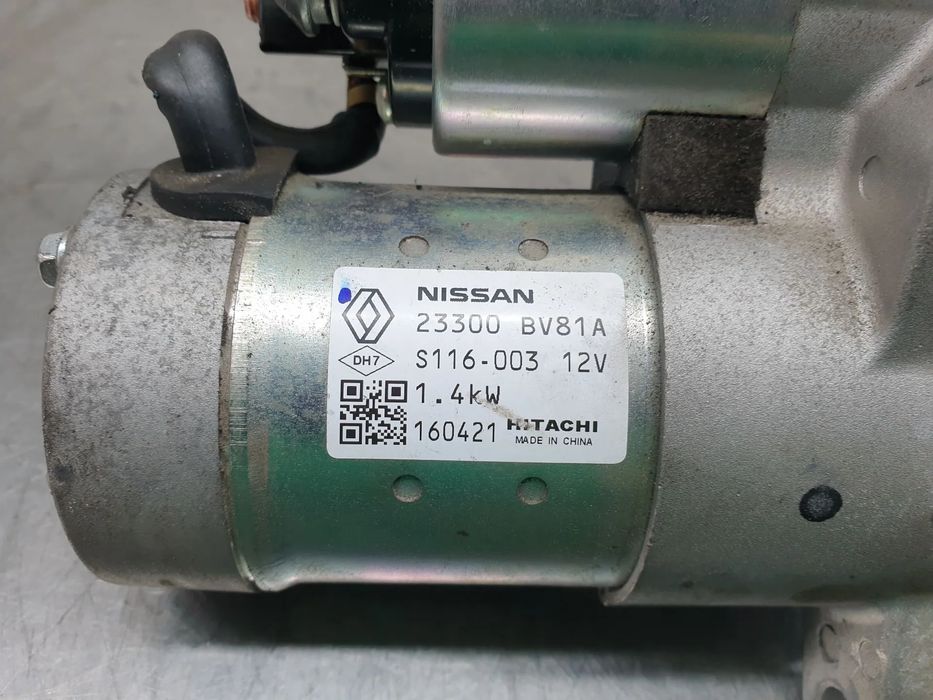 NISSAN
23300 BV81A
DH7
S116-003 12V
1.4kW
160421 HITACHI
MADE IN CHINA
C